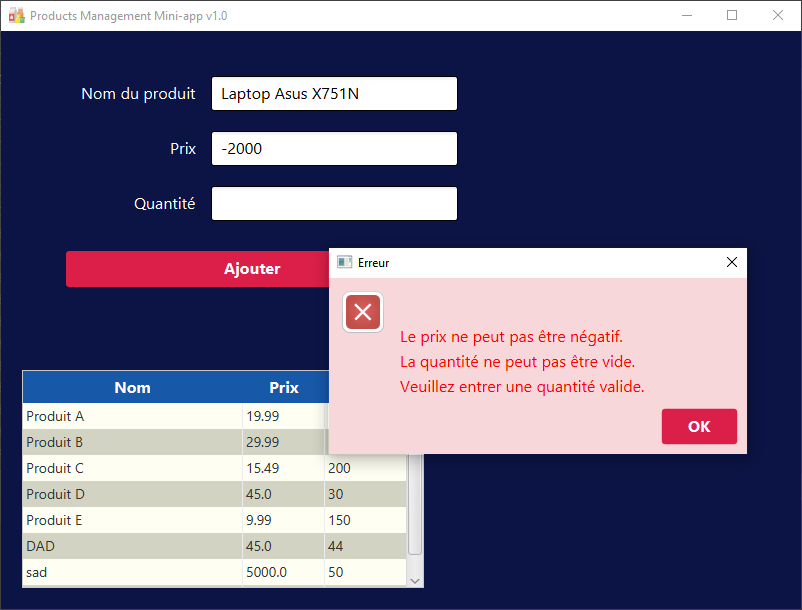 Products Management Mini-app v1.0
Nom du produit
Laptop Asus X751N
Prix
-2000
Quantité
Ajouter
Erreur
Le prix ne peut pas être négatif.
La quantité ne peut pas être vide.
Veuillez entrer une quantité valide.
OK
Nom Prix
Produit A 19.99
Produit B 29.99
Produit C 15.49 200
Produit D 45.0 30
Produit E 9.99 150
DAD 45.0 44
sad 5000.0 50